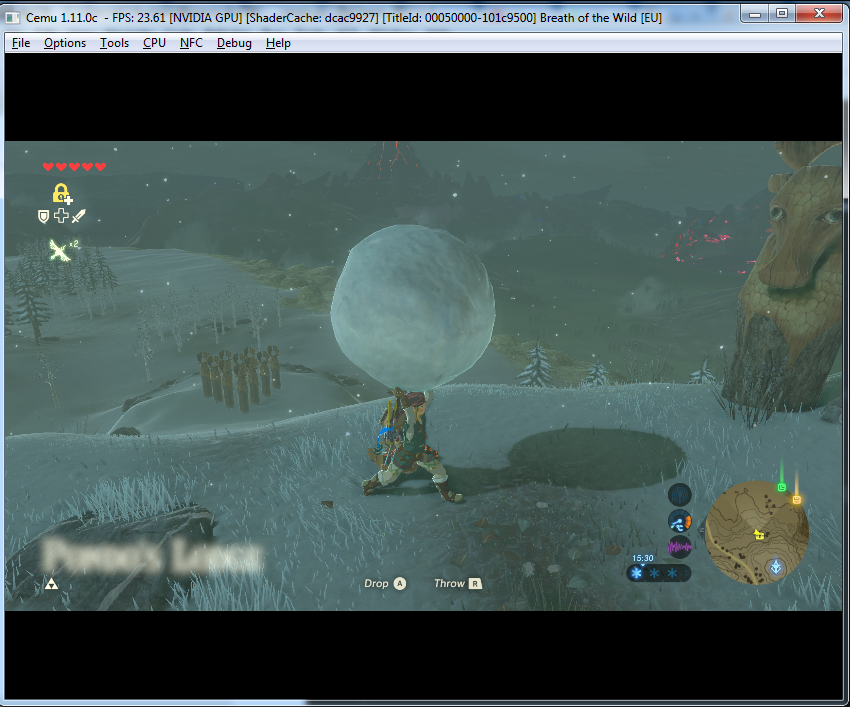 Cemu 1.11.0c - FPS: 23.61 [NVIDIA GPU] [ShaderCache: dcac9927] [TitleId: 00050000-101c9500] Breath of the Wild [EU]
File Options Tools CPU NFC Debug Help
x2
15:30
Drop A Throw R